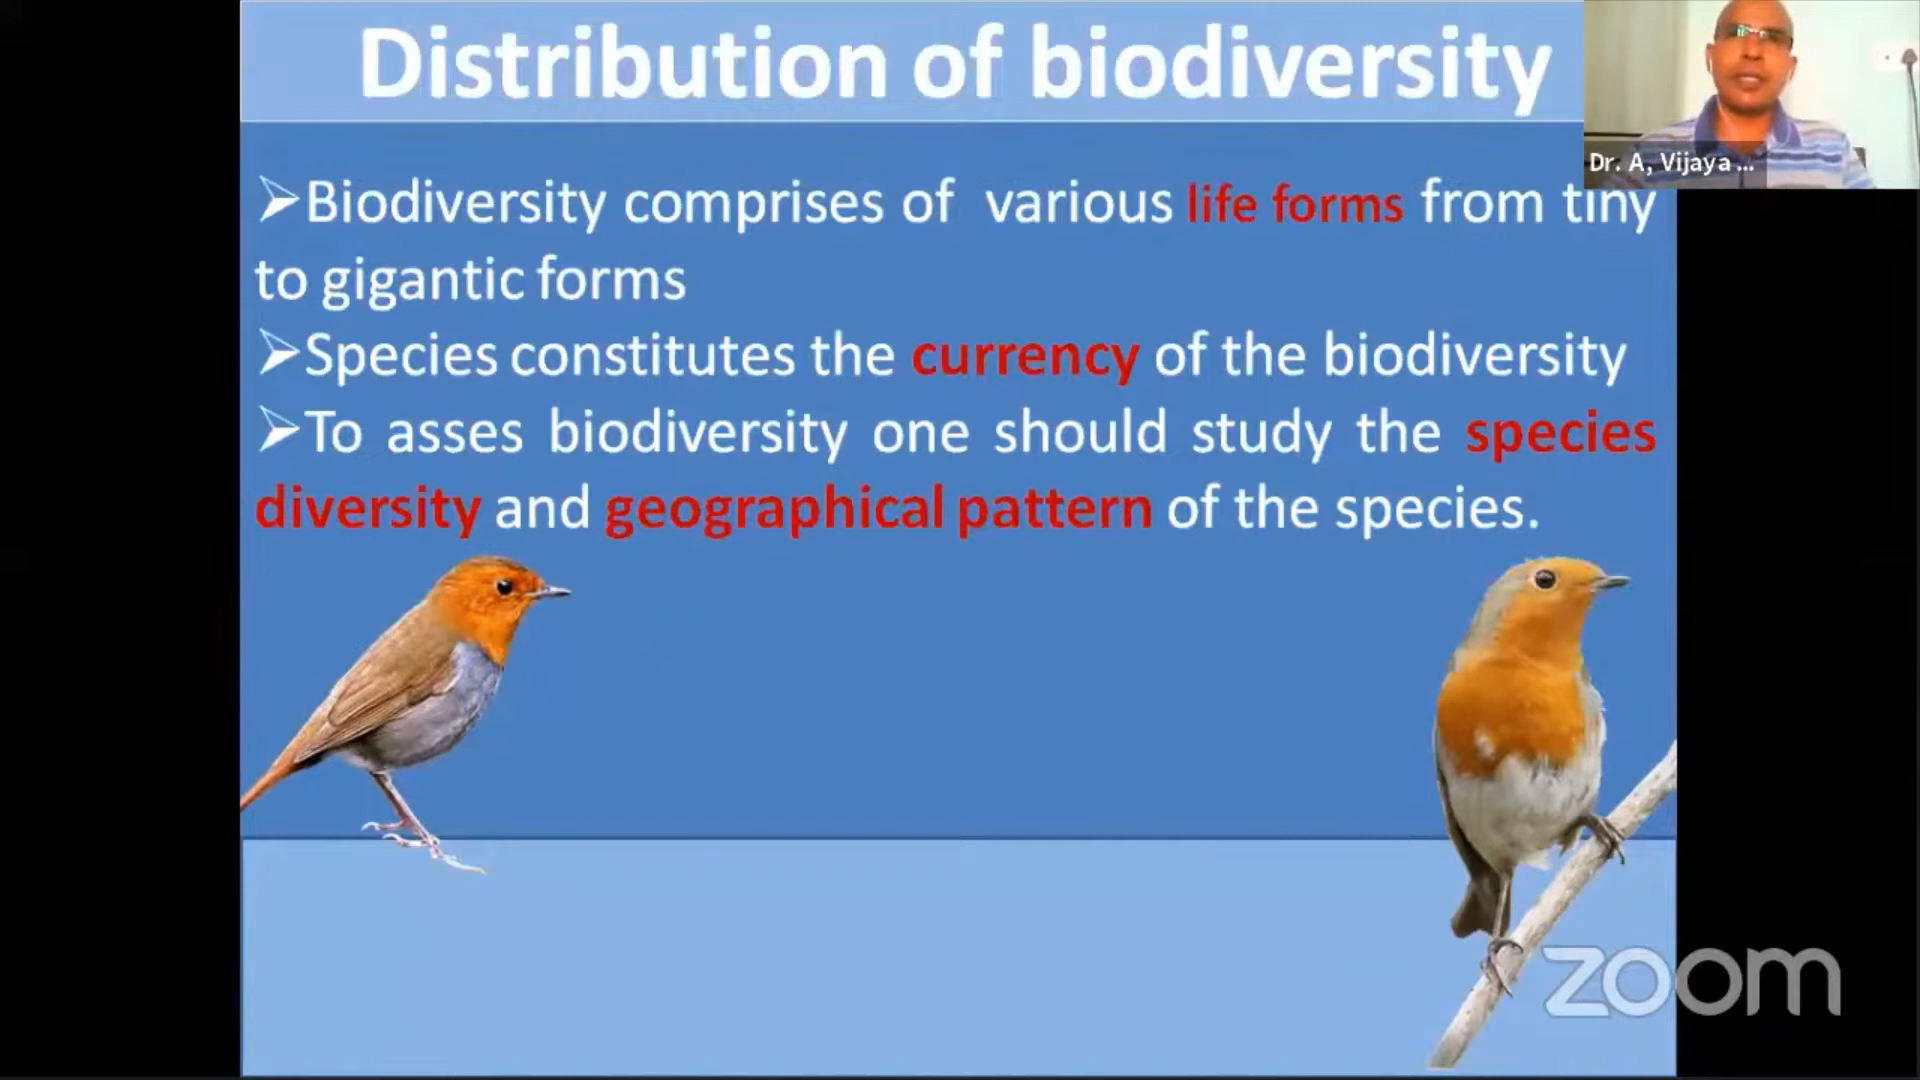 Distribution of biodiversity
Dr. A, Vijaya ...
➢Biodiversity comprises of various life forms from tiny
to gigantic forms
➢Species constitutes the currency of the biodiversity
➢To asses biodiversity one should study the species
diversity and geographical pattern of the species.
zoom